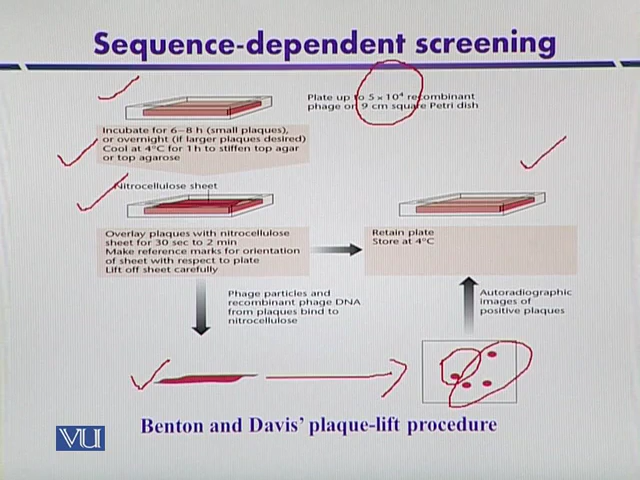 Sequence-dependent screening
Plate up to 5 × 10⁴ recombinant
phage on 9 cm square Petri dish
Incubate for 6–8 h (small plaques),
or overnight (if larger plaques desired)
Cool at 4°C for 1h to stiffen top agar
or top agarose
Nitrocellulose sheet
Overlay plaques with nitrocellulose
sheet for 30 sec to 2 min
Make reference marks for orientation
of sheet with respect to plate
Lift off sheet carefully
Retain plate
Store at 4°C
Phage particles and
recombinant phage DNA
from plaques bind to
nitrocellulose
Autoradiographic
images of
positive plaques
Benton and Davis' plaque-lift procedure
VU